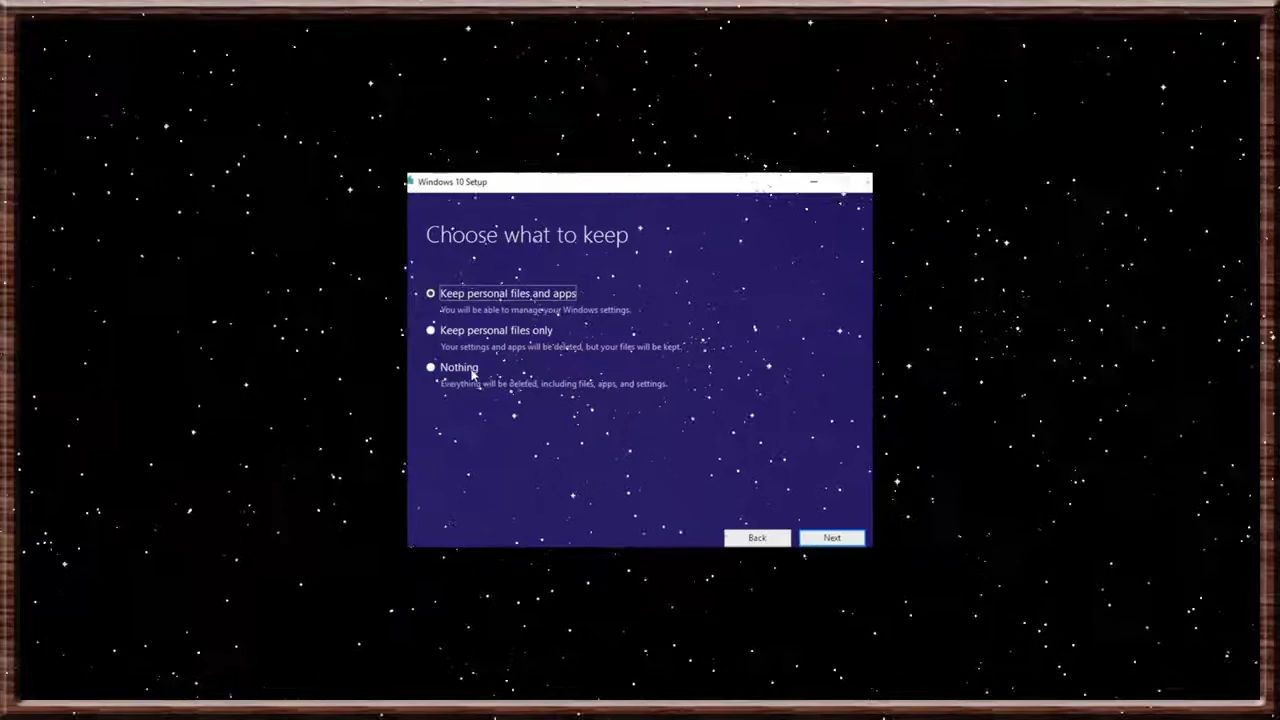 Windows 10 Setup
Choose what to keep
Keep personal files and apps
You will be able to manage your Windows settings.
Keep personal files only
Your settings and apps will be deleted, but your files will be kept.
Nothing
Everything will be deleted, including files, apps, and settings.
Back
Next